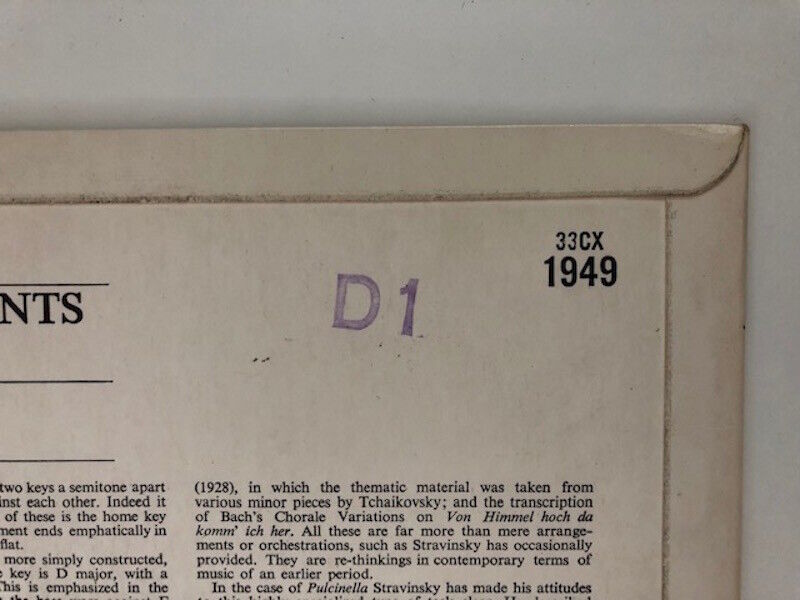 33CX
1949
D1
NTS
two keys a semitone apart
inst each other. Indeed it
of these is the home key
ment ends emphatically in
flat.
more simply constructed,
key is D major, with a
This is emphasized in the
(1928), in which the thematic material was taken from
various minor pieces by Tchaikovsky; and the transcription
of Bach's Chorale Variations on Von Himmel hoch da
komm' ich her. All these are far more than mere arrange-
ments or orchestrations, such as Stravinsky has occasionally
provided. They are re-thinkings in contemporary terms of
music of an earlier period.
In the case of Pulcinella Stravinsky has made his attitudes